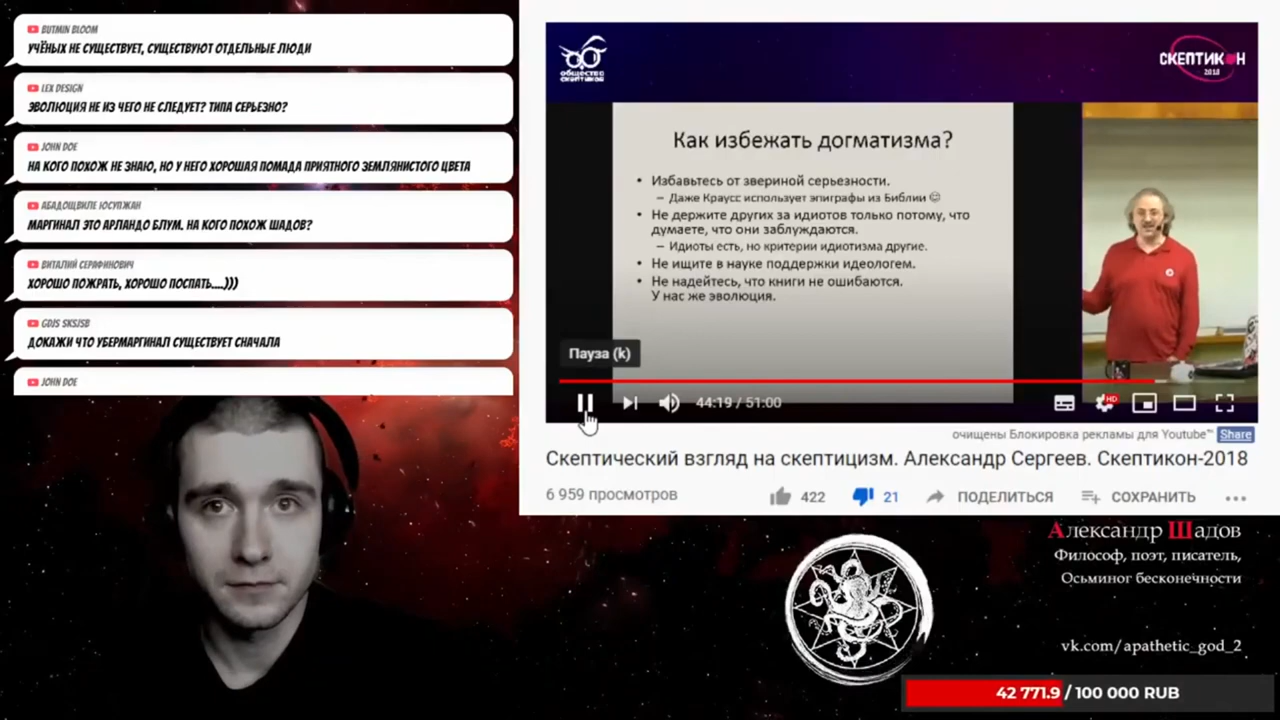 BUTMIN BLOOM
УЧЁНЫХ НЕ СУЩЕСТВУЕТ, СУЩЕСТВУЮТ ОТДЕЛЬНЫЕ ЛЮДИ
LEX DESIGN
ЭВОЛЮЦИЯ НЕ ИЗ ЧЕГО НЕ СЛЕДУЕТ? ТИПА СЕРЬЕЗНО?
JOHN DOE
НА КОГО ПОХОЖ НЕ ЗНАЮ, НО У НЕГО ХОРОШАЯ ПОМАДА ПРИЯТНОГО ЗЕМЛЯНИСТОГО ЦВЕТА
АБАДОЩВИЛЕ ЮСУПЖАН
МАРГИНАЛ ЭТО АРЛАНДО БЛУМ. НА КОГО ПОХОЖ ШАДОВ?
ВИТАЛИЙ СЕРАФИНОВИЧ
ХОРОШО ПОЖРАТЬ, ХОРОШО ПОСПАТЬ....)))
GDJS SKSJSB
ДОКАЖИ ЧТО УБЕРМАРГИНАЛ СУЩЕСТВУЕТ СНАЧАЛА
JOHN DOE
общество
скептиков
СКЕПТИКОН
2018
Как избежать догматизма?
• Избавьтесь от звериной серьезности.
– Даже Краусс использует эпиграфы из Библии ☺
• Не держите других за идиотов только потому, что
думаете, что они заблуждаются.
– Идиоты есть, но критерии идиотизма другие.
• Не ищите в науке поддержки идеологем.
• Не надейтесь, что книги не ошибаются.
У нас же эволюция.
Пауза (k)
44:19 / 51:00
HD
очищены Блокировка рекламы для Youtube™ Share
Скептический взгляд на скептицизм. Александр Сергеев. Скептикон-2018
6 959 просмотров
422
21
ПОДЕЛИТЬСЯ
СОХРАНИТЬ
Александр Шадов
Философ, поэт, писатель,
Осьминог бесконечности
vk.com/apathetic_god_2
42 771.9 / 100 000 RUB